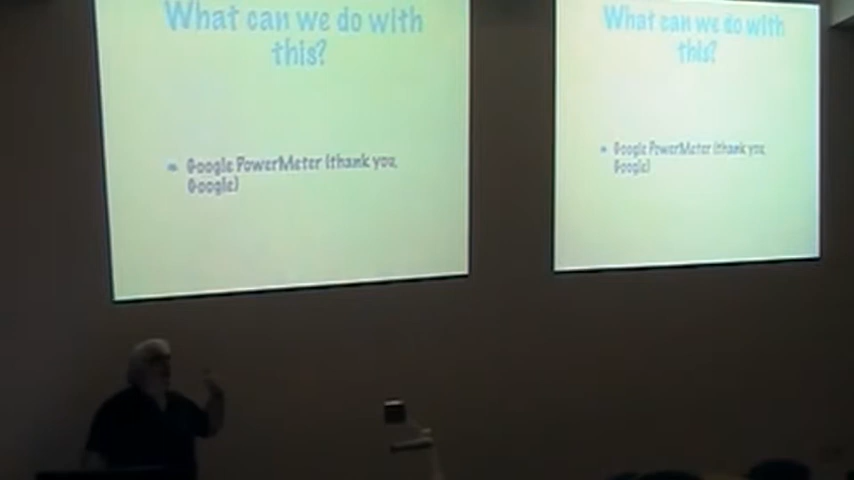 What can we do with
this?
Google PowerMeter (thank you,
Google)
What can we do with
this?
Google PowerMeter (thank you,
Google)